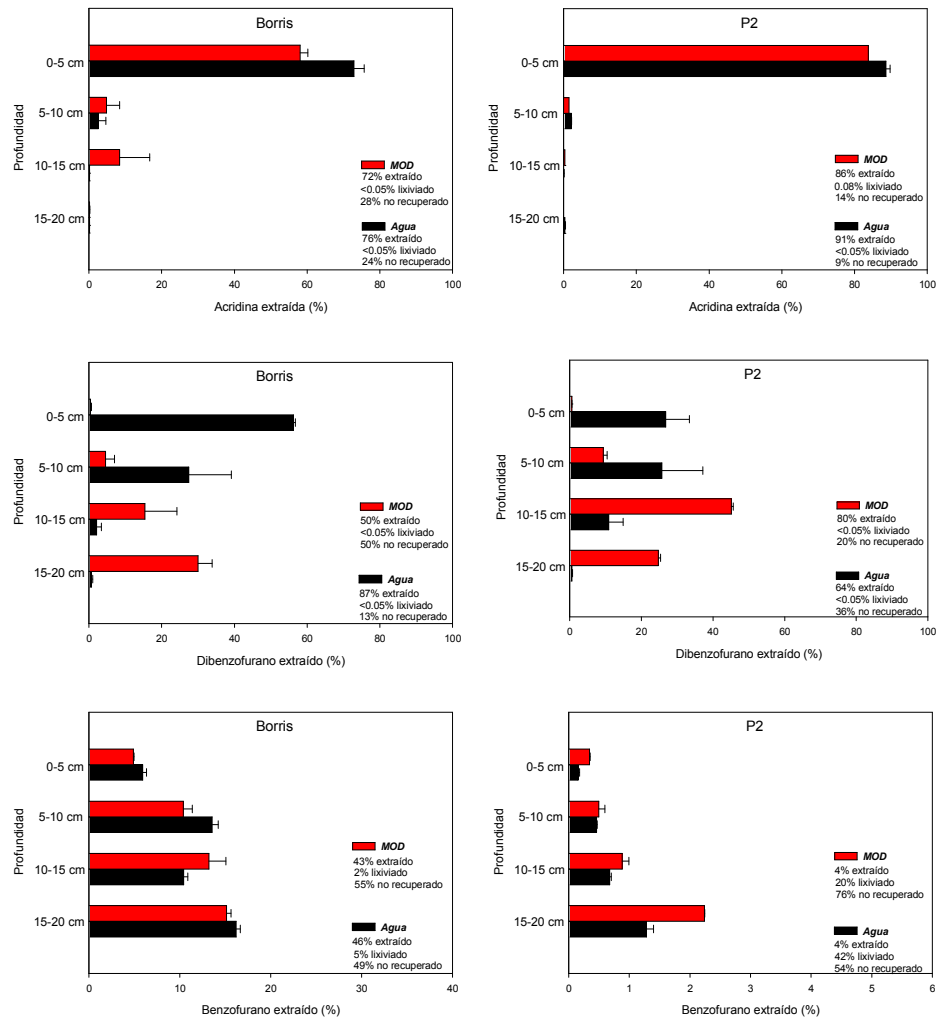 Borris
Profundidad
0-5 cm
5-10 cm
10-15 cm
15-20 cm
MOD
72% extraído
<0.05% lixiviado
28% no recuperado
Agua
76% extraído
<0.05% lixiviado
24% no recuperado
0 20 40 60 80 100
Acridina extraída (%)
P2
Profundidad
0-5 cm
5-10 cm
10-15 cm
15-20 cm
MOD
86% extraído
0.08% lixiviado
14% no recuperado
Agua
91% extraído
<0.05% lixiviado
9% no recuperado
0 20 40 60 80 100
Acridina extraída (%)
Borris
Profundidad
0-5 cm
5-10 cm
10-15 cm
15-20 cm
MOD
50% extraído
<0.05% lixiviado
50% no recuperado
Agua
87% extraído
<0.05% lixiviado
13% no recuperado
0 20 40 60 80 100
Dibenzofurano extraído (%)
P2
Profundidad
0-5 cm
5-10 cm
10-15 cm
15-20 cm
MOD
80% extraído
<0.05% lixiviado
20% no recuperado
Agua
64% extraído
<0.05% lixiviado
36% no recuperado
0 20 40 60 80 100
Dibenzofurano extraído (%)
Borris
Profundidad
0-5 cm
5-10 cm
10-15 cm
15-20 cm
MOD
43% extraído
2% lixiviado
55% no recuperado
Agua
46% extraído
5% lixiviado
49% no recuperado
0 10 20 30 40
Benzofurano extraído (%)
P2
Profundidad
0-5 cm
5-10 cm
10-15 cm
15-20 cm
MOD
4% extraído
20% lixiviado
76% no recuperado
Agua
4% extraído
42% lixiviado
54% no recuperado
0 1 2 3 4 5 6
Benzofurano extraído (%)